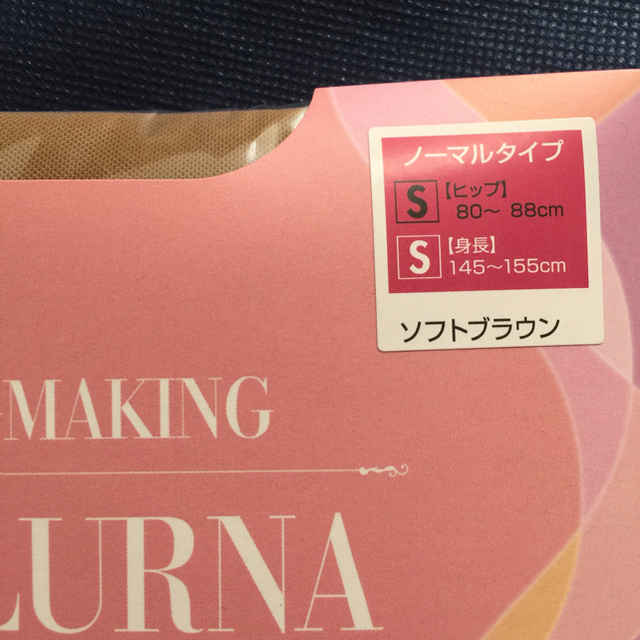 ノーマルタイプ
S 【ヒップ】
80～ 88cm
S 【身長】
145～155cm
ソフトブラウン
-MAKING
LURNA